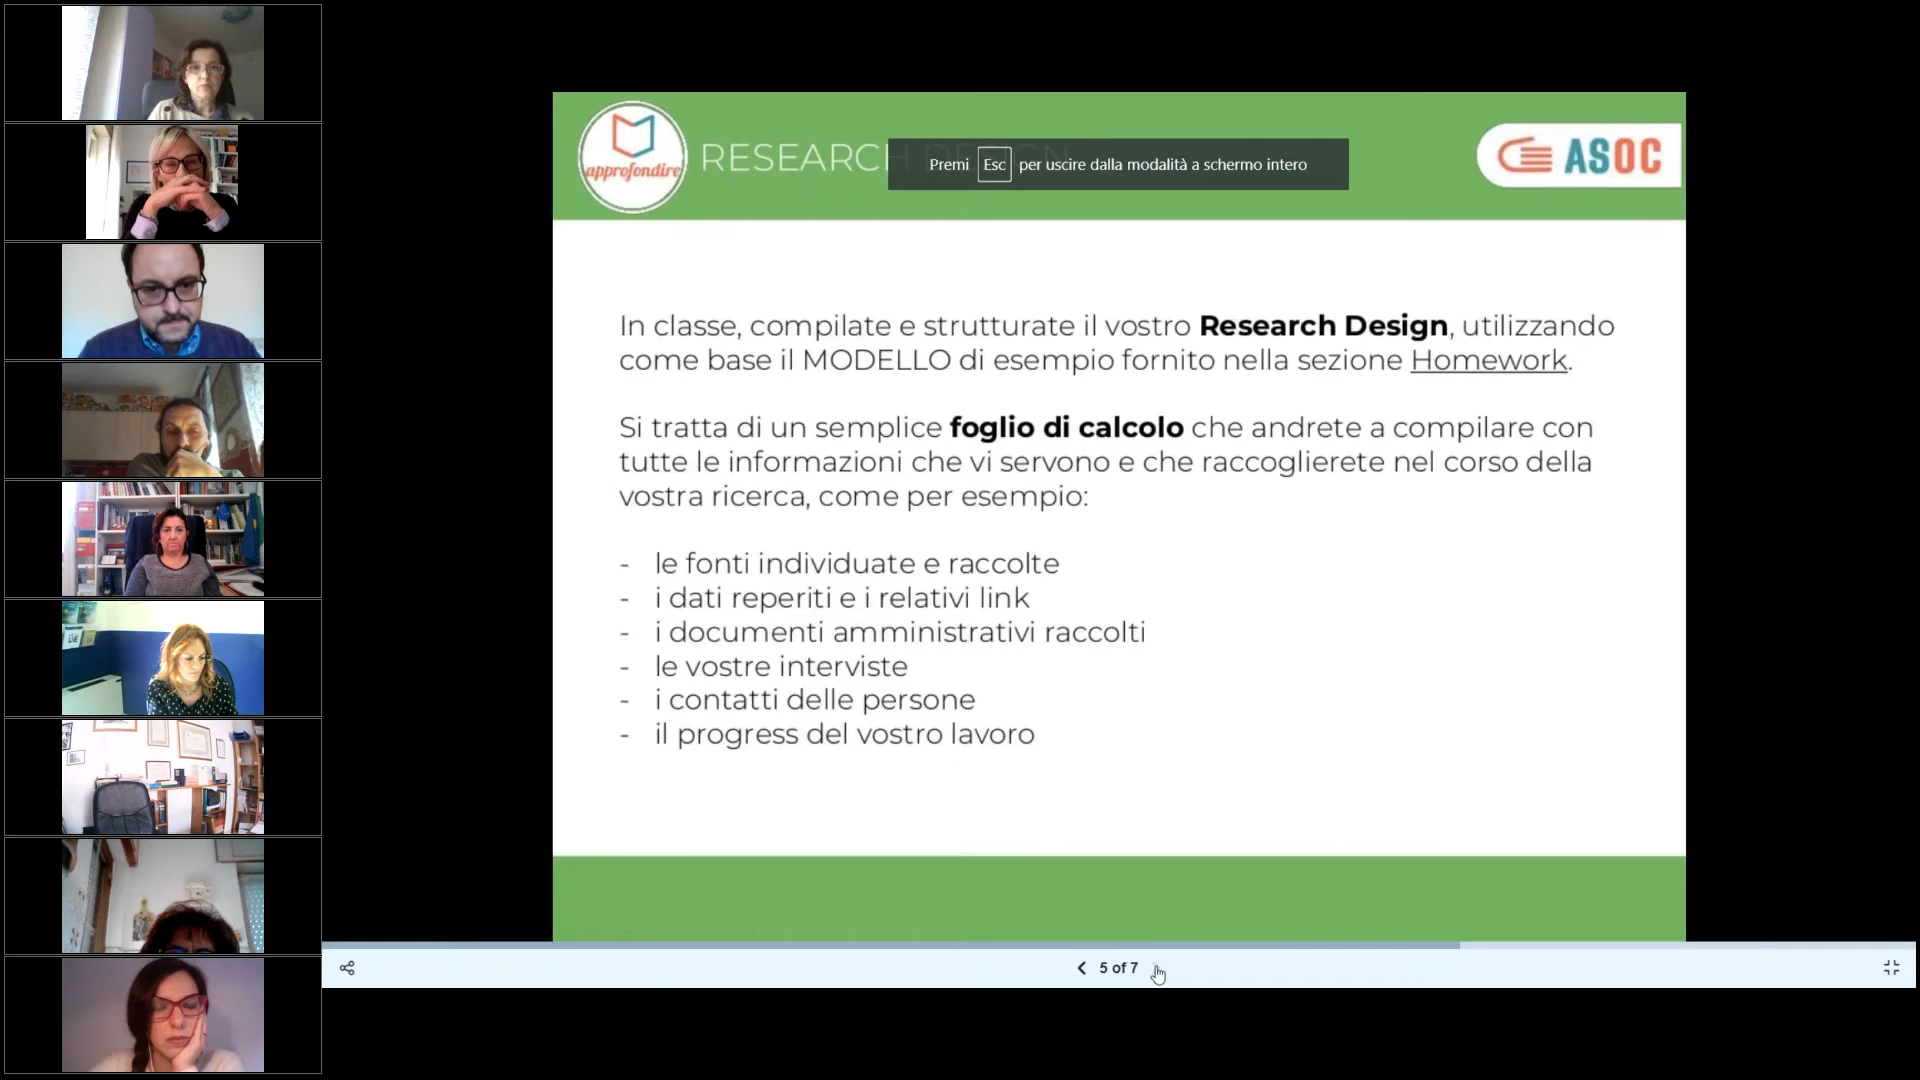 approfondire
RESEARCH
Premi Esc per uscire dalla modalità a schermo intero
ASOC
In classe, compilate e strutturate il vostro Research Design, utilizzando
come base il MODELLO di esempio fornito nella sezione Homework.
Si tratta di un semplice foglio di calcolo che andrete a compilare con
tutte le informazioni che vi servono e che raccoglierete nel corso della
vostra ricerca, come per esempio:
- le fonti individuate e raccolte
- i dati reperiti e i relativi link
- i documenti amministrativi raccolti
- le vostre interviste
- i contatti delle persone
- il progress del vostro lavoro
5 of 7